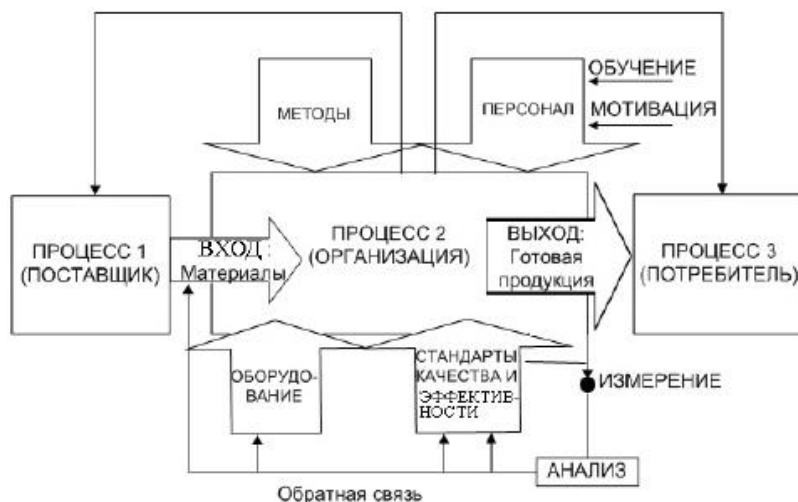 ОБУЧЕНИЕ
МЕТОДЫ
ПЕРСОНАЛ
МОТИВАЦИЯ
ПРОЦЕСС 1
(ПОСТАВЩИК)
ВХОД :
Материалы
ПРОЦЕСС 2
(ОРГАНИЗАЦИЯ)
ВЫХОД:
Готовая
продукция
ПРОЦЕСС 3
(ПОТРЕБИТЕЛЬ)
ОБОРУДО-
ВАНИЕ
СТАНДАРТЫ
КАЧЕСТВА И
ЭФФЕКТИВ-
НОСТИ
ИЗМЕРЕНИЕ
АНАЛИЗ
Обратная связь